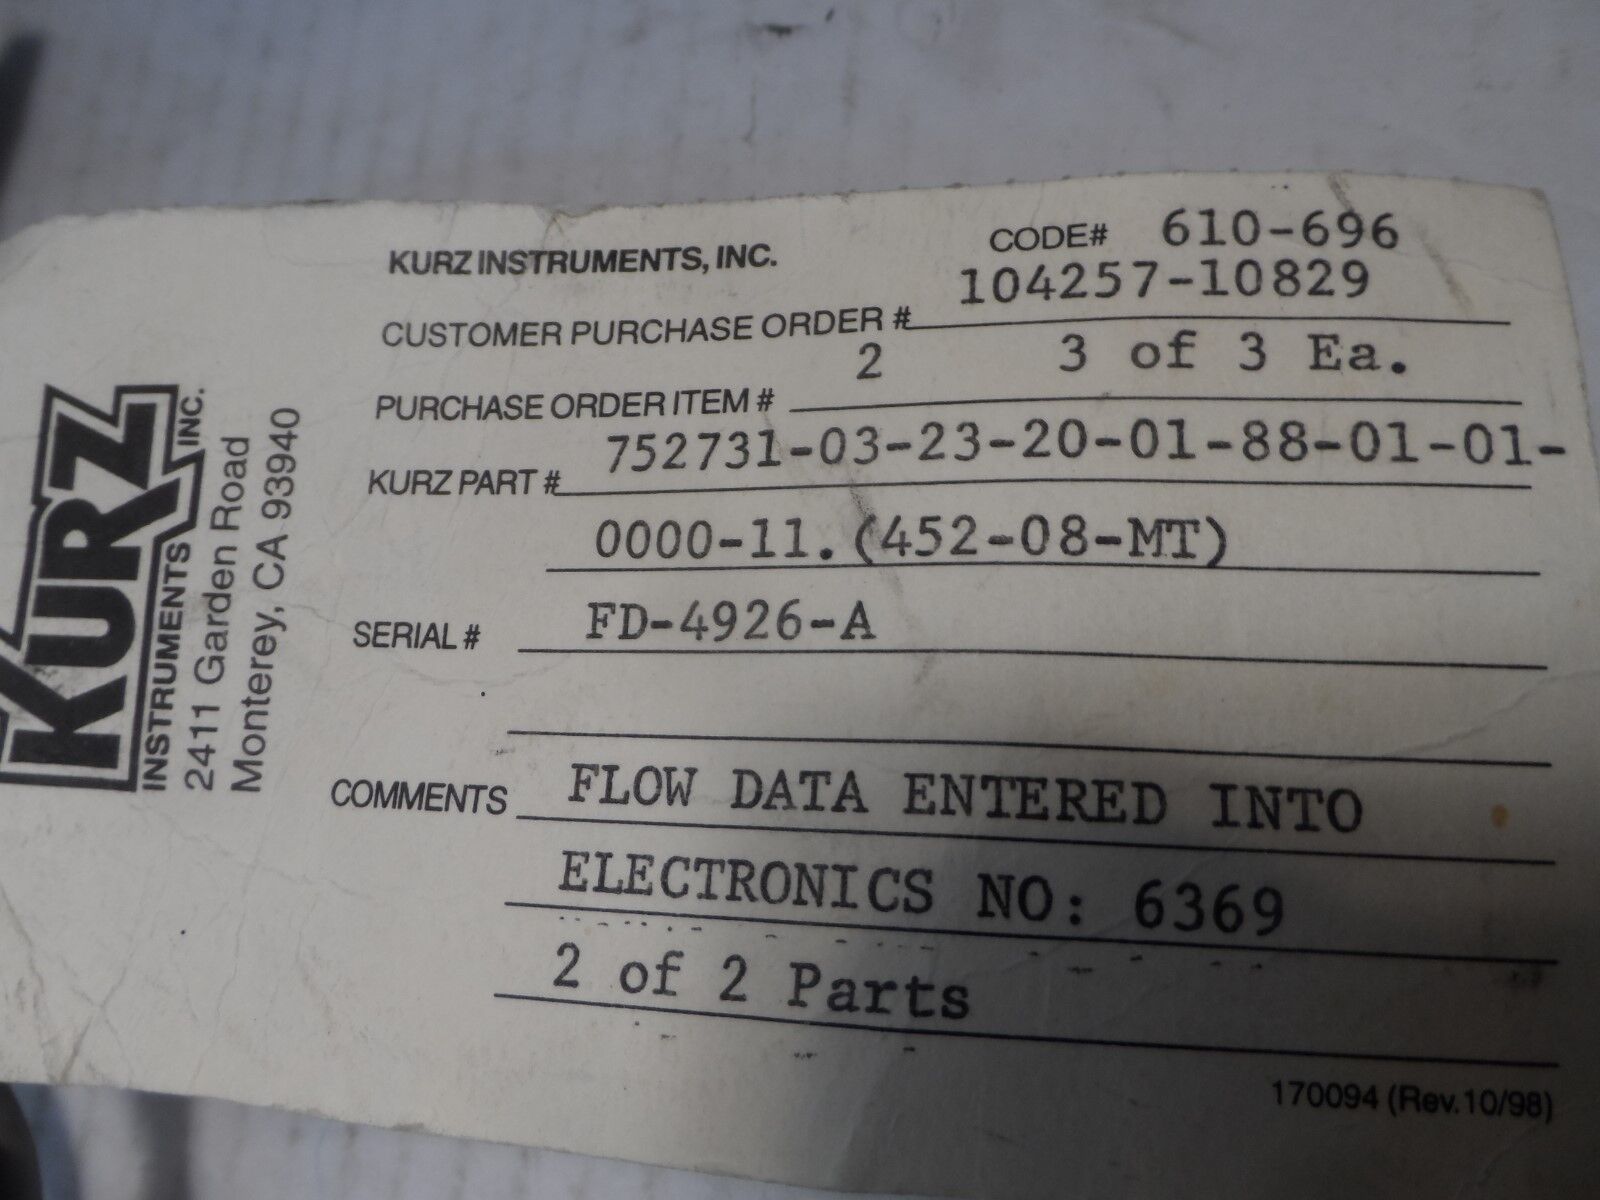 KURZ
INSTRUMENTS INC.
2411 Garden Road
Monterey, CA 93940
KURZ INSTRUMENTS, INC.
CODE# 610-696
CUSTOMER PURCHASE ORDER # 104257-10829
PURCHASE ORDER ITEM # 2 3 of 3 Ea.
KURZ PART # 752731-03-23-20-01-88-01-01-
0000-11.(452-08-MT)
SERIAL # FD-4926-A
COMMENTS FLOW DATA ENTERED INTO
ELECTRONICS NO: 6369
2 of 2 Parts
170094 (Rev.10/98)